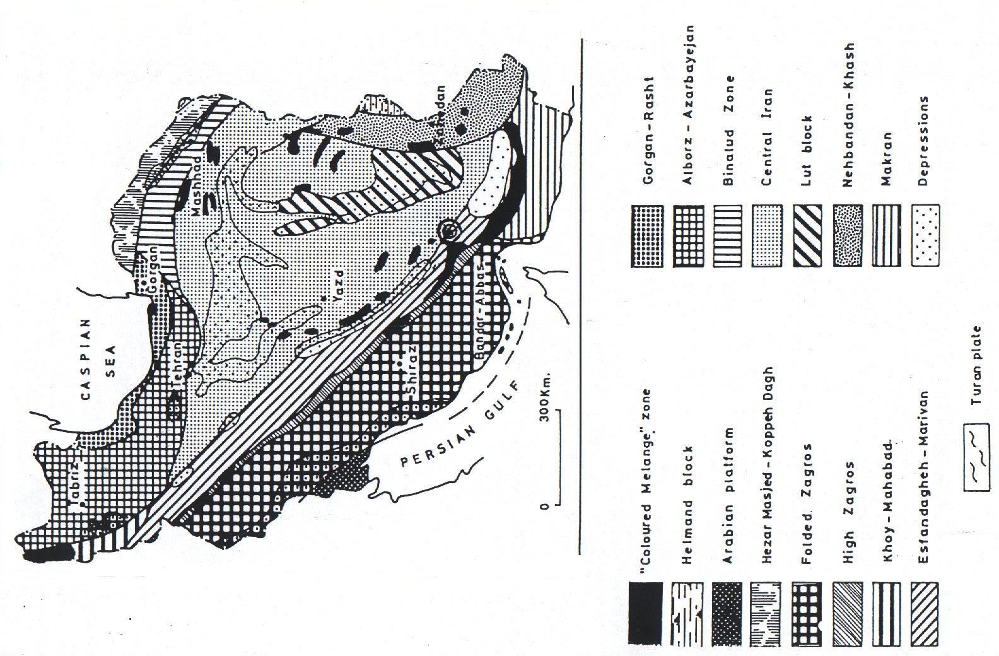 CASPIAN
SEA
Tabriz
Tehran
Gorgan
Mashhad
Yazd
Shiraz
Bandar-Abbas
Zahedan
PERSIAN GULF
0 300Km.
"Coloured Melange" zone
Helmand block
Arabian platform
Hezar Masjed-Koppeh Dagh
Folded. Zagros
High Zagros
Khoy-Mahabad
Esfandagheh-Marivan
Gorgan-Rasht
Alborz-Azarbayejan
Binalud Zone
Central Iran
Lut block
Nehbandan-Khash
Makran
Depressions
Turan plate